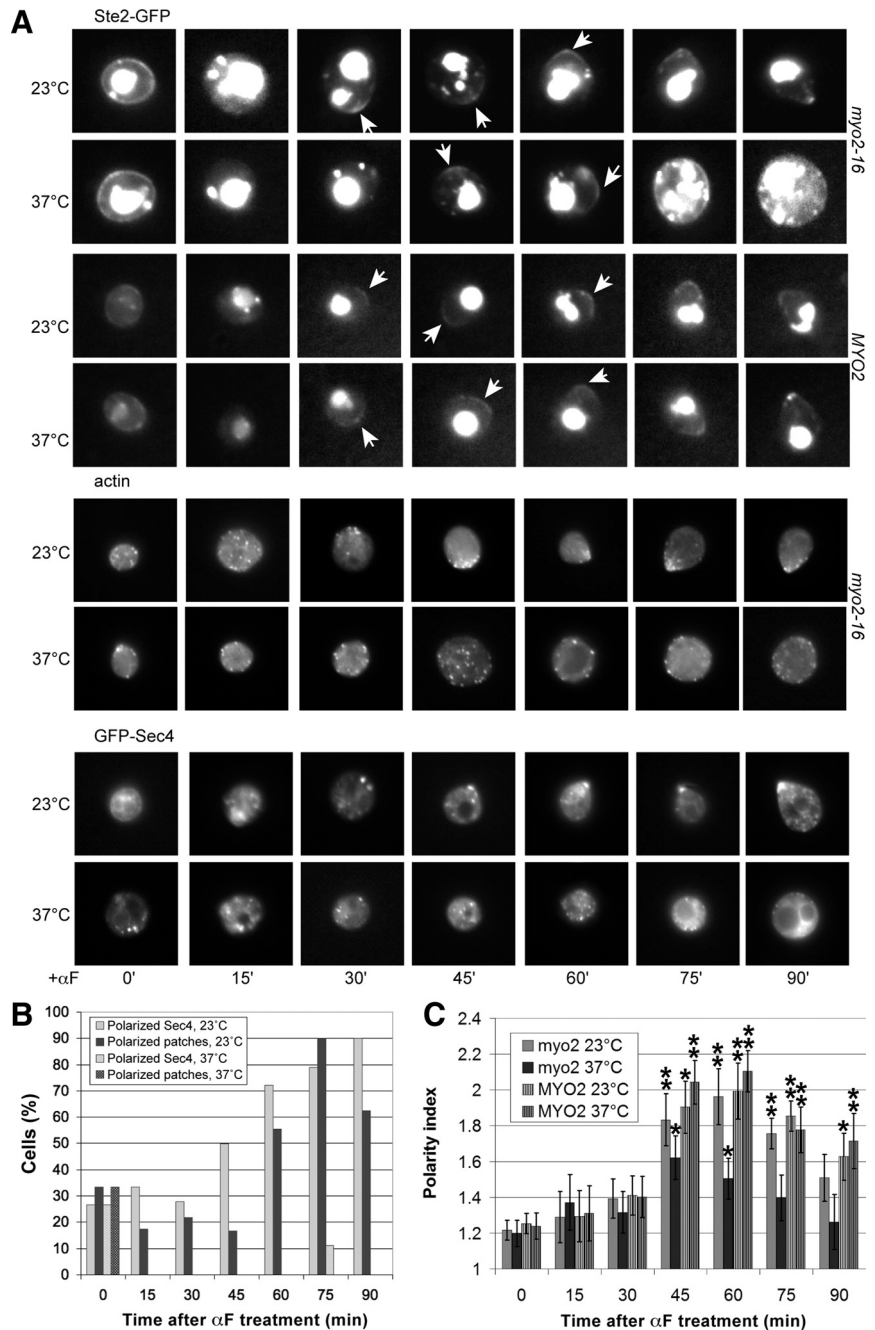 A
Ste2-GFP
23°C
37°C
myo2-16
23°C
37°C
MYO2
actin
23°C
37°C
myo2-16
GFP-Sec4
23°C
37°C
+αF 0' 15' 30' 45' 60' 75' 90'
B
Cells (%)
100
90
80
70
60
50
40
30
20
10
0
Polarized Sec4, 23°C
Polarized patches, 23°C
Polarized Sec4, 37°C
Polarized patches, 37°C
0 15 30 45 60 75 90
Time after αF treatment (min)
C
Polarity index
2.4
2.2
2
1.8
1.6
1.4
1.2
1
myo2 23°C
myo2 37°C
MYO2 23°C
MYO2 37°C
** * * ** ** * ** ** ** ** ** * **
0 15 30 45 60 75 90
Time after αF treatment (min)